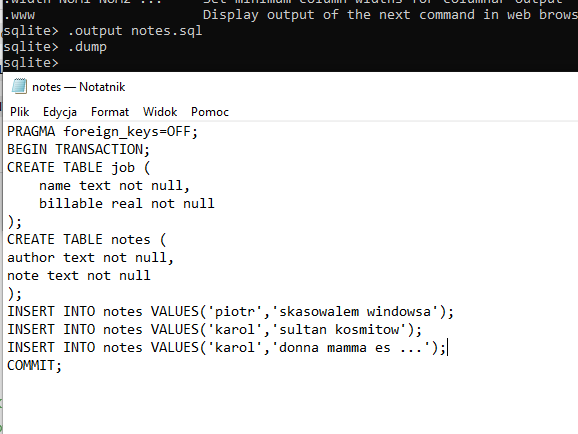 .width NUM1 NUM2 ... Set minimum column widths for columnar output
.www Display output of the next command in web brows
sqlite> .output notes.sql
sqlite> .dump
sqlite>
notes — Notatnik
Plik Edycja Format Widok Pomoc
PRAGMA foreign_keys=OFF;
BEGIN TRANSACTION;
CREATE TABLE job (
    name text not null,
    billable real not null
);
CREATE TABLE notes (
author text not null,
note text not null
);
INSERT INTO notes VALUES('piotr','skasowalem windowsa');
INSERT INTO notes VALUES('karol','sultan kosmitow');
INSERT INTO notes VALUES('karol','donna mamma es ...');
COMMIT;